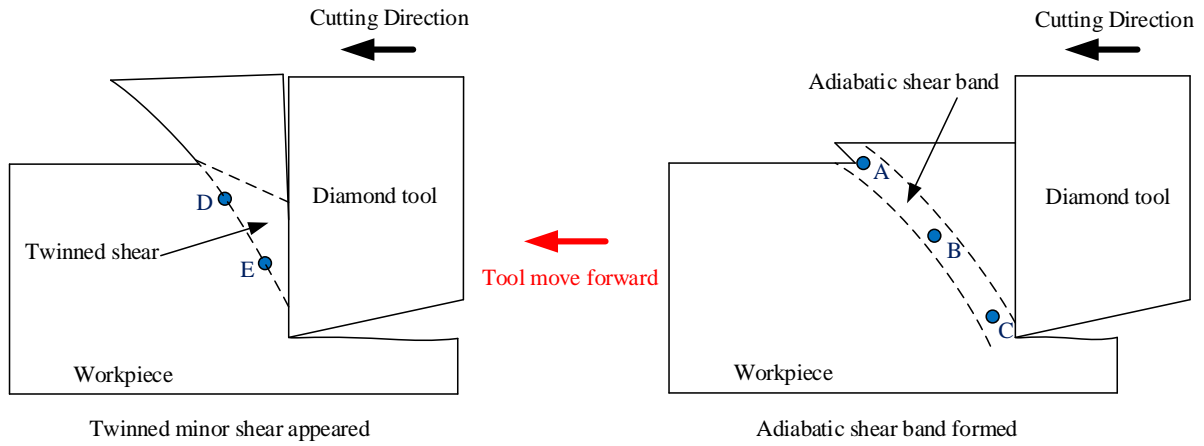 Cutting Direction
Diamond tool
D
Twinned shear
E
Workpiece
Twinned minor shear appeared
Tool move forward
Cutting Direction
Adiabatic shear
band
A
Diamond tool
B
C
Workpiece
Adiabatic shear band formed